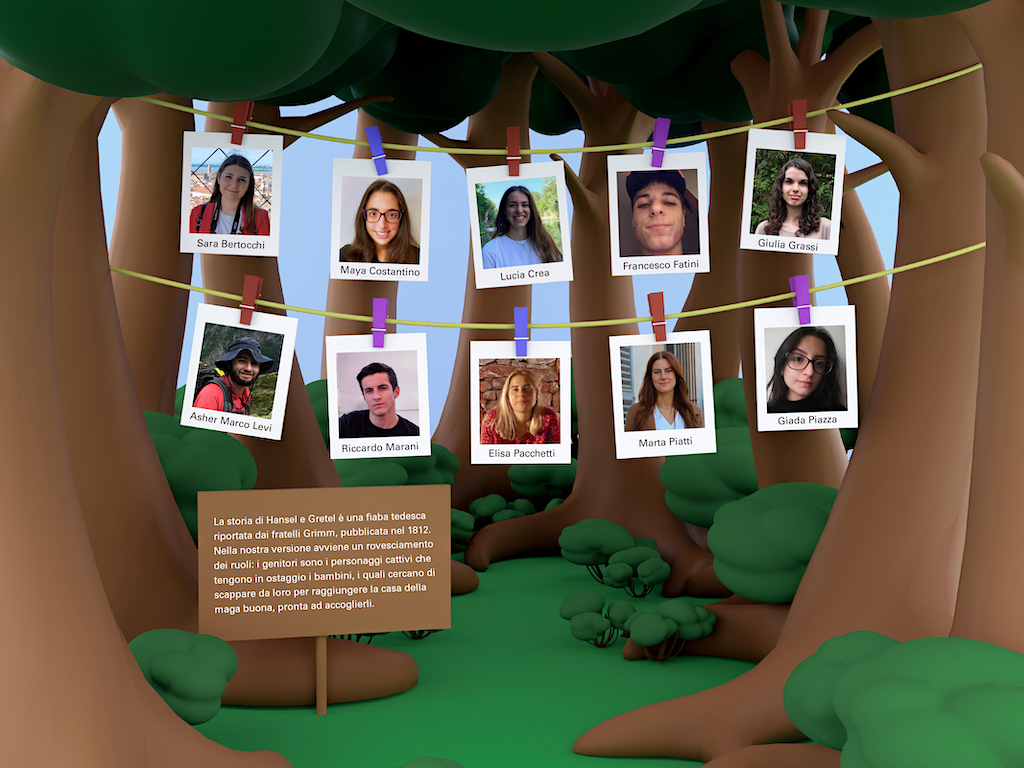 Sara Bertocchi
Maya Costantino
Lucia Crea
Francesco Fatini
Giulia Grassi
Asher Marco Levi
Riccardo Marani
Elisa Pacchetti
Marta Piatti
Giada Piazza
La storia di Hansel e Gretel è una fiaba tedesca
riportata dai fratelli Grimm, pubblicata nel 1812.
Nella nostra versione avviene un rovesciamento
dei ruoli: i genitori sono i personaggi cattivi che
tengono in ostaggio i bambini, i quali cercano di
scappare da loro per raggiungere la casa della
maga buona, pronta ad accoglierli.